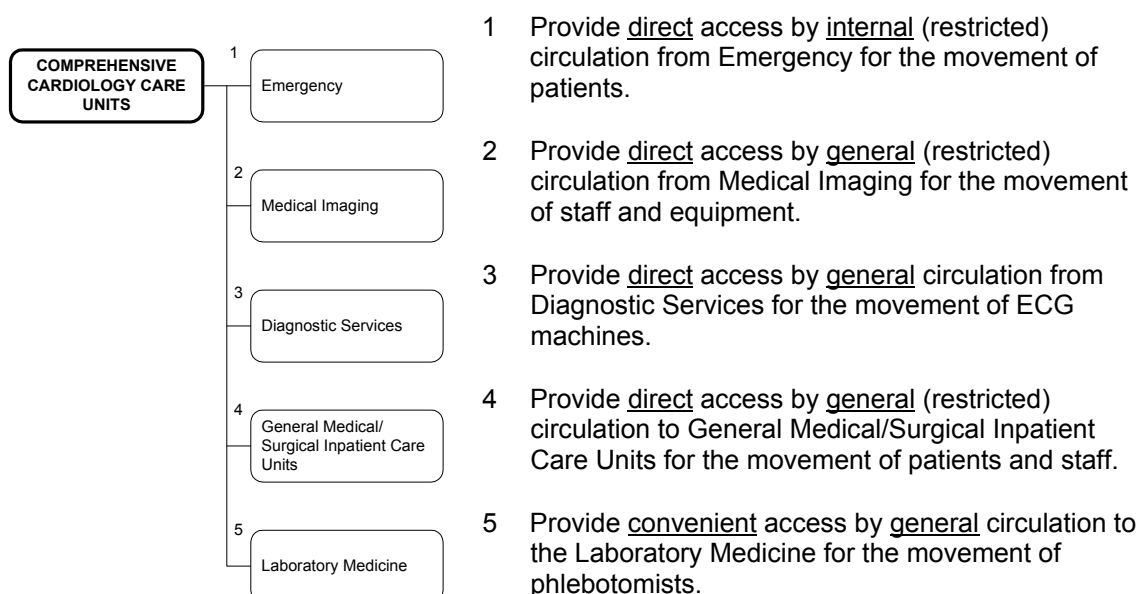 COMPREHENSIVE
CARDIOLOGY CARE
UNITS
1
Emergency
2
Medical Imaging
3
Diagnostic Services
4
General Medical/
Surgical Inpatient Care
Units
5
Laboratory Medicine
1 Provide direct access by internal (restricted)
circulation from Emergency for the movement of
patients.
2 Provide direct access by general (restricted)
circulation from Medical Imaging for the movement
of staff and equipment.
3 Provide direct access by general circulation from
Diagnostic Services for the movement of ECG
machines.
4 Provide direct access by general (restricted)
circulation to General Medical/Surgical Inpatient
Care Units for the movement of patients and staff.
5 Provide convenient access by general circulation to
the Laboratory Medicine for the movement of
phlebotomists.